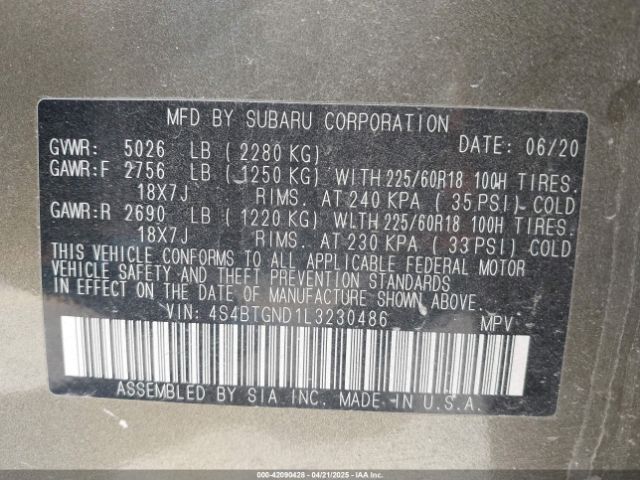 MFD BY SUBARU CORPORATION DATE: 06/20
GVWR: 5026 LB ( 2280 KG)
GAWR:F 2756 LB ( 1250 KG) WLTH 225/60R18 100H TIRES.
18X7J RIMS. AT 240 KPA ( 35 PSI) COLD
GAWR:R 2690 LB ( 1220 KG) WLTH 225/60R18 100H TIRES.
18X7J RIMS. AT 230 KPA ( 33 PSI) COLD
THIS VEHICLE CONFORMS TO ALL APPLICABLE FEDERAL MOTOR
VEHICLE SAFETY AND THEFT PREVENTION STANDARDS
IN EFFECT ON THE DATE OF MANUFACTURE SHOWN ABOVE.
VIN: 4S4BTGND1L3230486 MPV
ASSEMBLED BY SIA INC. MADE IN U.S.A.
000-42090428 - 04/21/2025 - IAAI.com